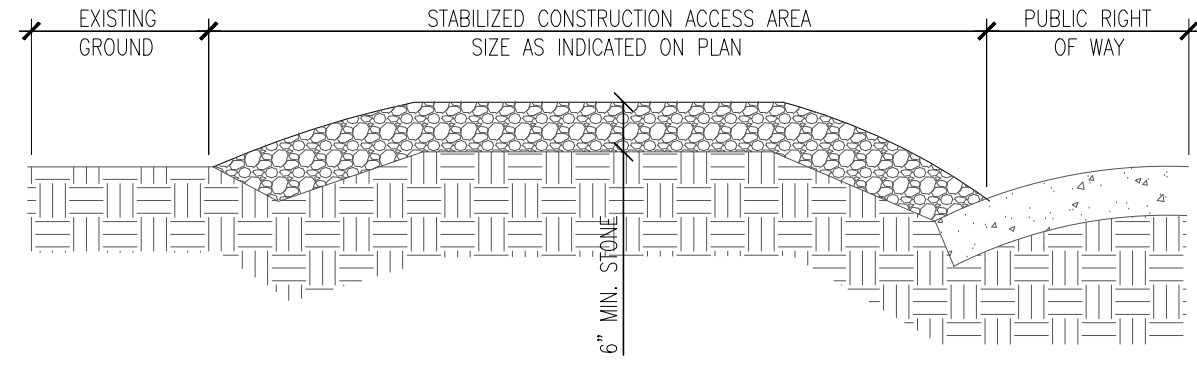 EXISTING
GROUND
STABILIZED CONSTRUCTION ACCESS AREA
SIZE AS INDICATED ON PLAN
PUBLIC RIGHT
OF WAY
6” MIN. STONE